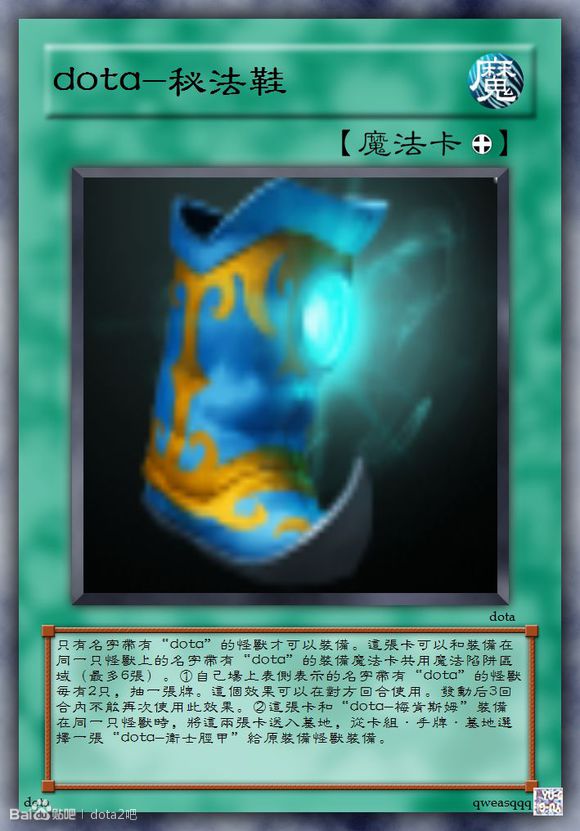 dota-秘法鞋
魔
【魔法卡】
dota
只有名字帶有“dota”的怪獸才可以裝備。這張卡可以和裝備在
同一只怪獸上的名字帶有“dota”的裝備魔法卡共用魔法陷阱區
域（最多6張）。①自己場上表側表示的名字帶有“dota”的怪獸
每有2只，抽一張牌。這個效果可以在對方回合使用。發動后3回
合內不能再次使用此效果。②這張卡和“dota-梅肯斯姆”裝備
在同一只怪獸時，將這兩張卡送入墓地，從卡組·手牌·墓地選
擇一張“dota-衛士脛甲”給原裝備怪獸裝備。
dota
qweasqqq
Bai貼吧 | dota2吧